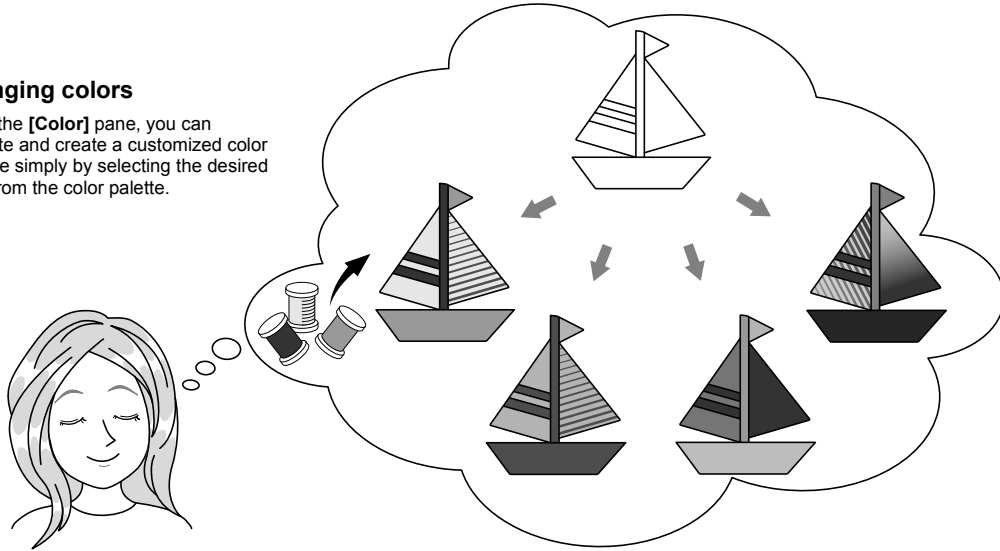 nging colors
the [Color] pane, you can
te and create a customized color
e simply by selecting the desired
rom the color palette.